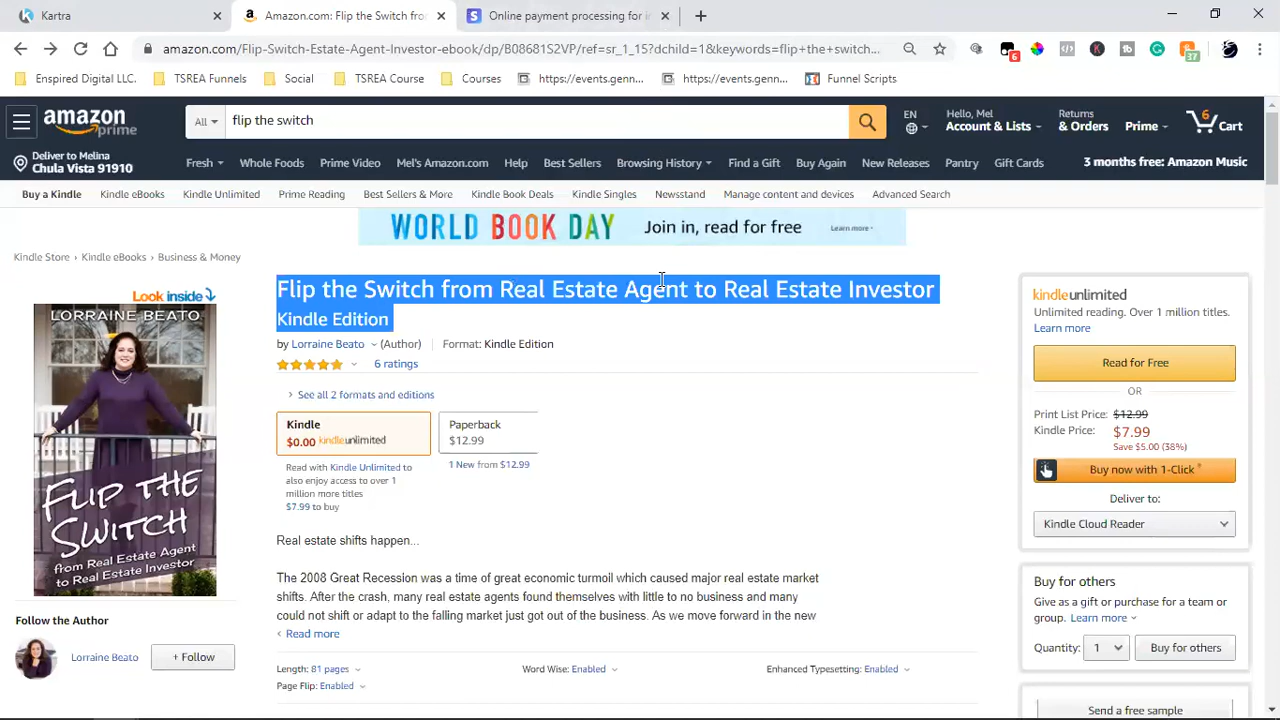 Kartra
Amazon.com: Flip the Switch from
Online payment processing for i
amazon.com/Flip-Switch-Estate-Agent-Investor-ebook/dp/B08681S2VP/ref=sr_1_15?dchild=1&keywords=flip+the+switch...
6
37
Enspired Digital LLC.
TSREA Funnels
Social
TSREA Course
Courses
https://events.genn...
https://events.genn...
Funnel Scripts
amazon
prime
All
flip the switch
EN
Hello, Mel
Account & Lists
Returns
& Orders
Prime
6
Cart
Deliver to Melina
Chula Vista 91910
Fresh
Whole Foods
Prime Video
Mel's Amazon.com
Help
Best Sellers
Browsing History
Find a Gift
Buy Again
New Releases
Pantry
Gift Cards
3 months free: Amazon Music
Buy a Kindle
Kindle eBooks
Kindle Unlimited
Prime Reading
Best Sellers & More
Kindle Book Deals
Kindle Singles
Newsstand
Manage content and devices
Advanced Search
WORLD BOOK DAY
Join in, read for free
Learn more ›
Kindle Store › Kindle eBooks › Business & Money
Look inside
LORRAINE BEATO
FLIP THE
SWITCH
from Real Estate Agent
to Real Estate Investor
Follow the Author
Lorraine Beato
+ Follow
Flip the Switch from Real Estate Agent to Real Estate Investor
Kindle Edition
by Lorraine Beato (Author)
Format: Kindle Edition
6 ratings
› See all 2 formats and editions
Kindle
$0.00 kindleunlimited
Paperback
$12.99
Read with Kindle Unlimited to
also enjoy access to over 1
million more titles
$7.99 to buy
1 New from $12.99
Real estate shifts happen...
The 2008 Great Recession was a time of great economic turmoil which caused major real estate market
shifts. After the crash, many real estate agents found themselves with little to no business and many
could not shift or adapt to the falling market just got out of the business. As we move forward in the new
‹ Read more
Length: 81 pages
Word Wise: Enabled
Enhanced Typesetting: Enabled
Page Flip: Enabled
kindleunlimited
Unlimited reading. Over 1 million titles.
Learn more
Read for Free
OR
Print List Price: $12.99
Kindle Price: $7.99
Save $5.00 (38%)
Buy now with 1-Click ®
Deliver to:
Kindle Cloud Reader
Buy for others
Give as a gift or purchase for a team or
group. Learn more
Quantity: 1
Buy for others
Send a free sample